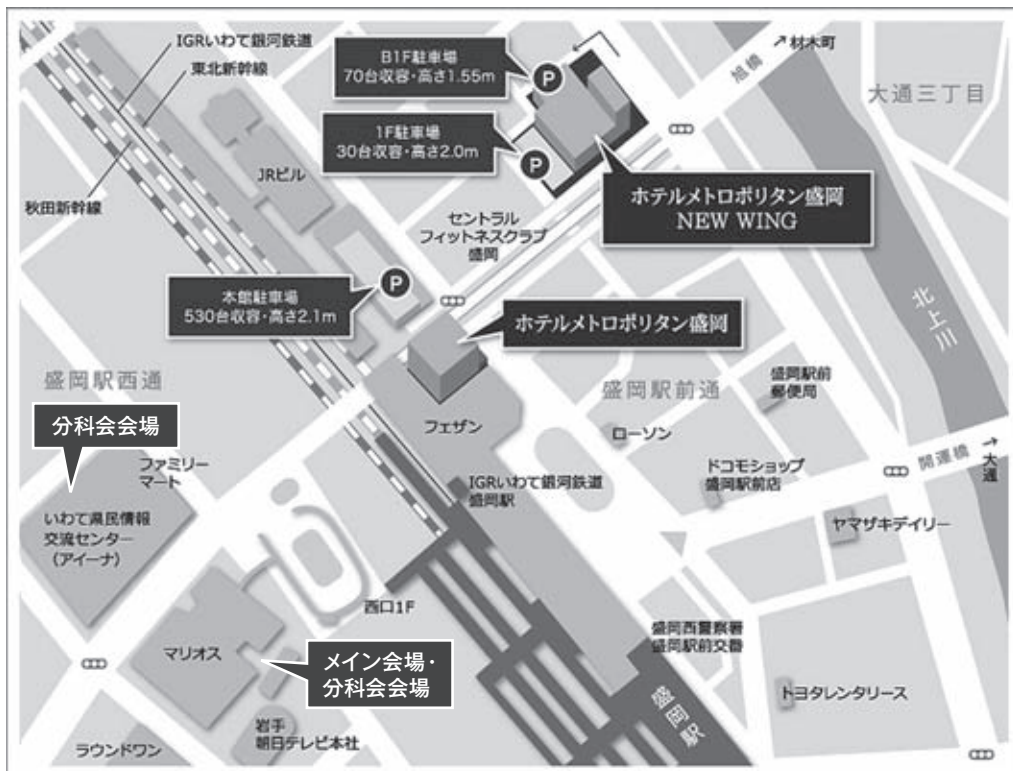 IGRいわて銀河鉄道
東北新幹線
B1F駐車場
70台収容・高さ1.55m
↗材木町
旭橋
大通三丁目
1F駐車場
30台収容・高さ2.0m
JRビル
秋田新幹線
ホテルメトロポリタン盛岡
NEW WING
セントラル
フィットネスクラブ
盛岡
P
P
P
本館駐車場
530台収容・高さ2.1m
ホテルメトロポリタン盛岡
北上川
盛岡駅西通
盛岡駅前通
盛岡駅前
郵便局
分科会会場
フェザン
ローソン
開運橋
→大通
ファミリー
マート
IGRいわて銀河鉄道
盛岡駅
ドコモショップ
盛岡駅前店
いわて県民情報
交流センター
(アイーナ)
ヤマザキデイリー
西口1F
盛岡西警察署
盛岡駅前交番
マリオス
メイン会場・
分科会会場
盛岡駅
トヨタレンタリース
岩手
朝日テレビ本社
ラウンドワン